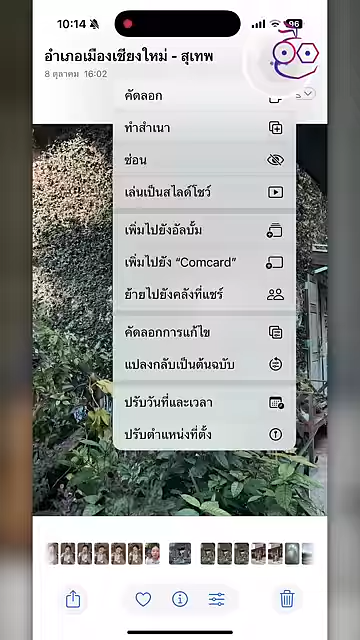 10:14
96
อำเภอเมืองเชียงใหม่ - สุเทพ
8 ตุลาคม 16:02
คัดลอก
ทำสำเนา
ซ่อน
เล่นเป็นสไลด์โชว์
เพิ่มไปยังอัลบั้ม
เพิ่มไปยัง “Comcard”
ย้ายไปยังคลังที่แชร์
คัดลอกการแก้ไข
แปลงกลับเป็นต้นฉบับ
ปรับวันที่และเวลา
ปรับตำแหน่งที่ตั้ง